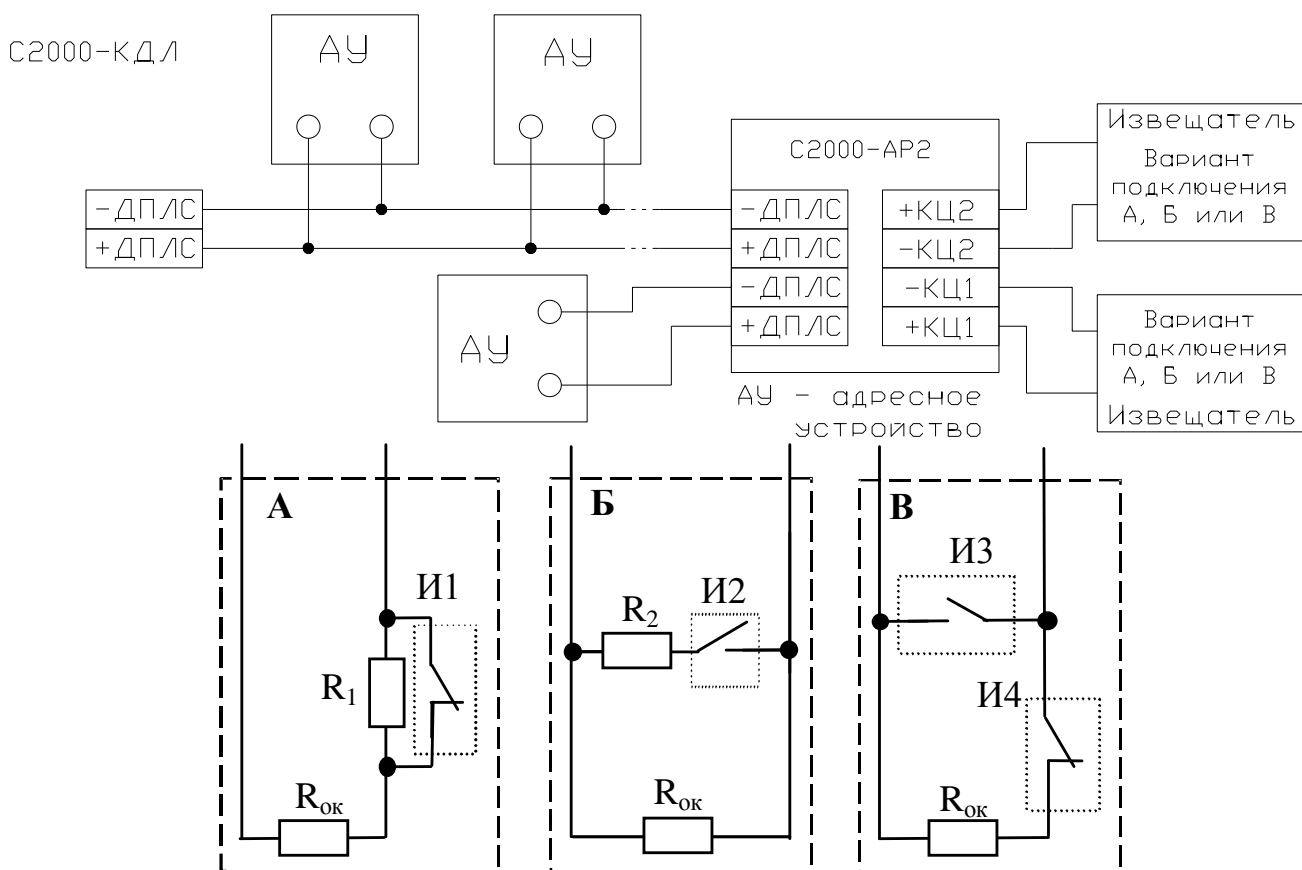 С2000-КДЛ
АУ
АУ
С2000-АР2
-ДПЛС
+ДПЛС
-ДПЛС
+ДПЛС
-ДПЛС
+ДПЛС
+КЦ2
-КЦ2
-КЦ1
+КЦ1
Извещатель
Вариант
подключения
А, Б или В
Вариант
подключения
А, Б или В
Извещатель
АУ
АУ - адресное
устройство
А
И1
R1
Rок
Б
R2
И2
Rок
В
И3
И4
Rок